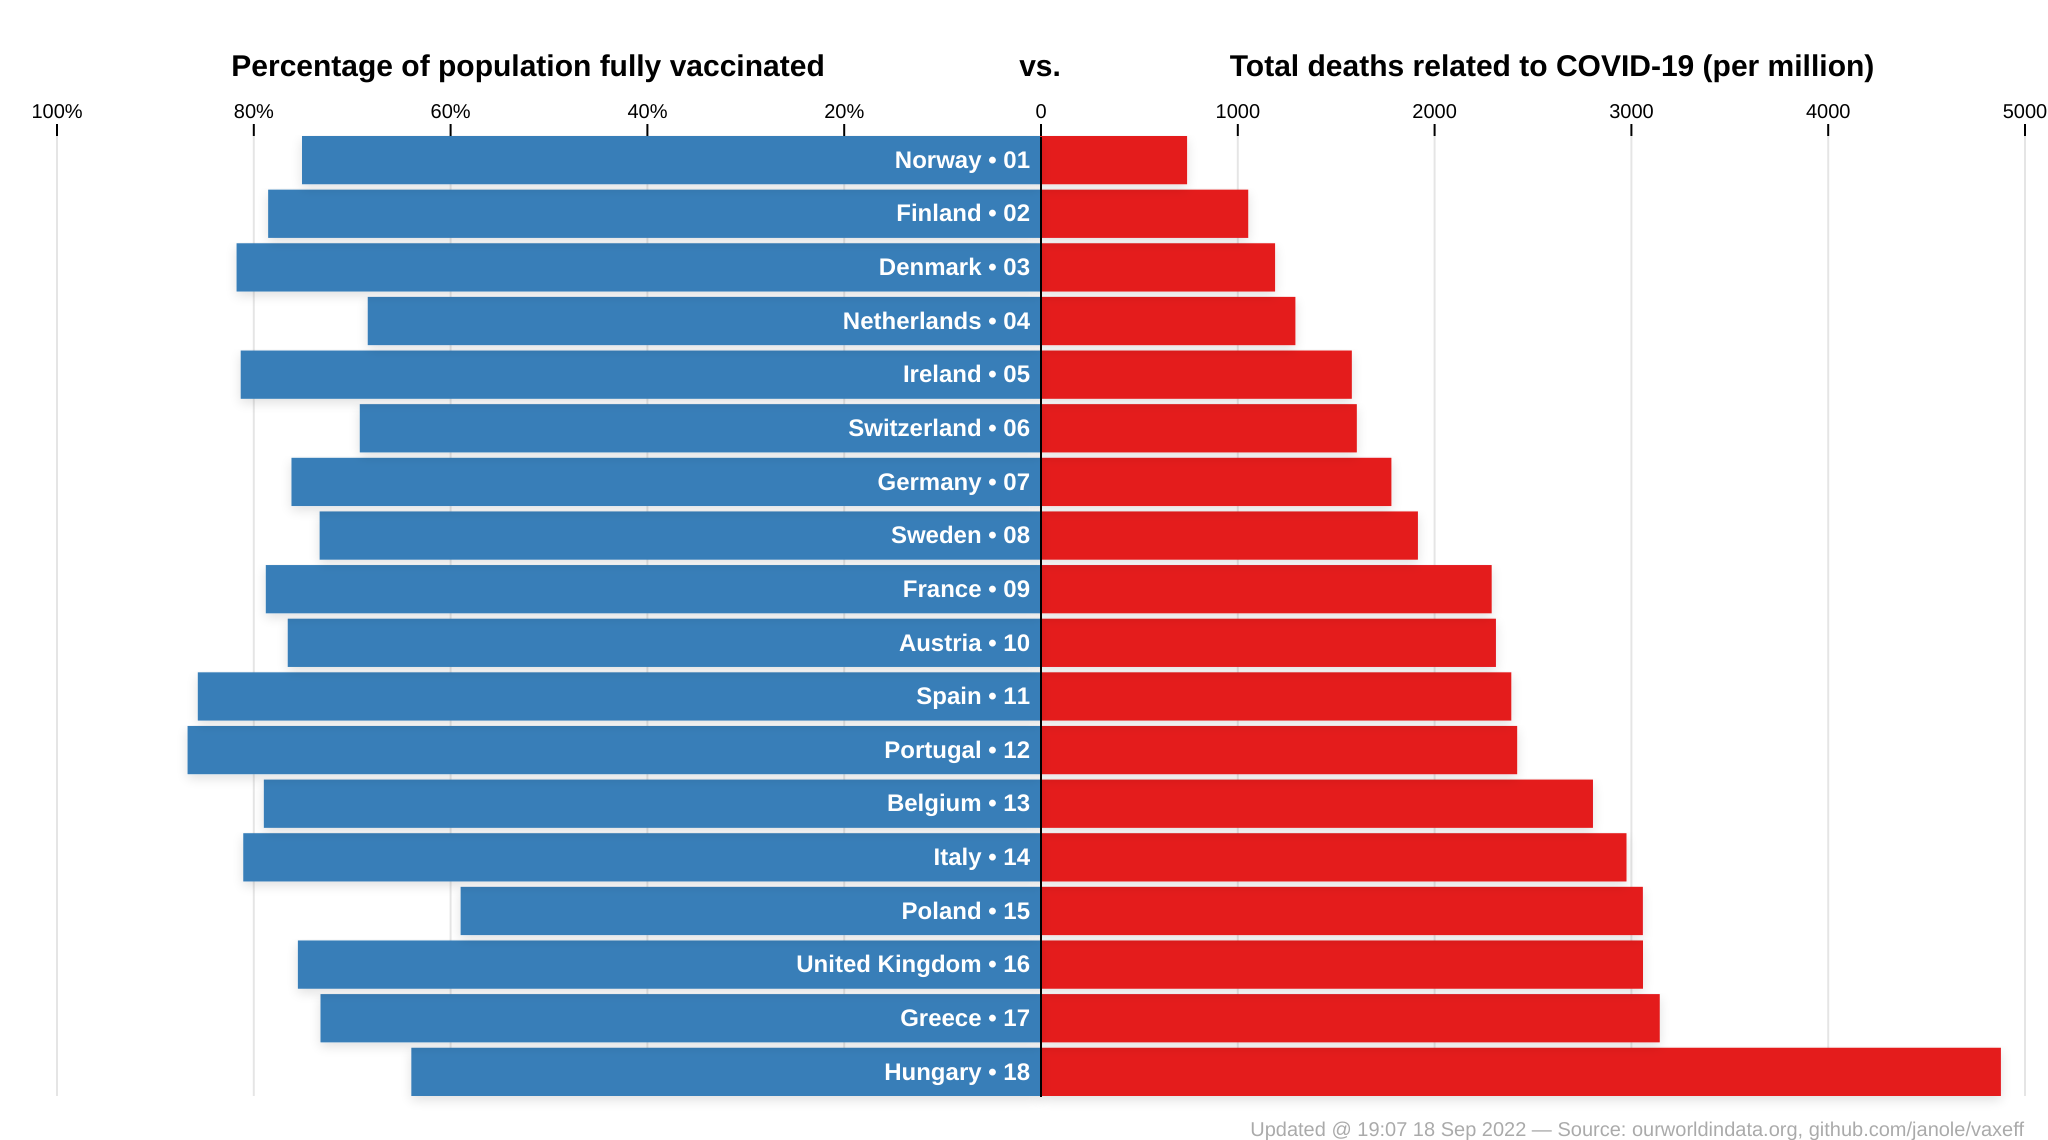 Percentage of population fully vaccinated vs. Total deaths related to COVID-19 (per million)
100% 80% 60% 40% 20% 0 1000 2000 3000 4000 5000
Norway • 01
Finland • 02
Denmark • 03
Netherlands • 04
Ireland • 05
Switzerland • 06
Germany • 07
Sweden • 08
France • 09
Austria • 10
Spain • 11
Portugal • 12
Belgium • 13
Italy • 14
Poland • 15
United Kingdom • 16
Greece • 17
Hungary • 18
Updated @ 19:07 18 Sep 2022 — Source: ourworldindata.org, github.com/janole/vaxeff